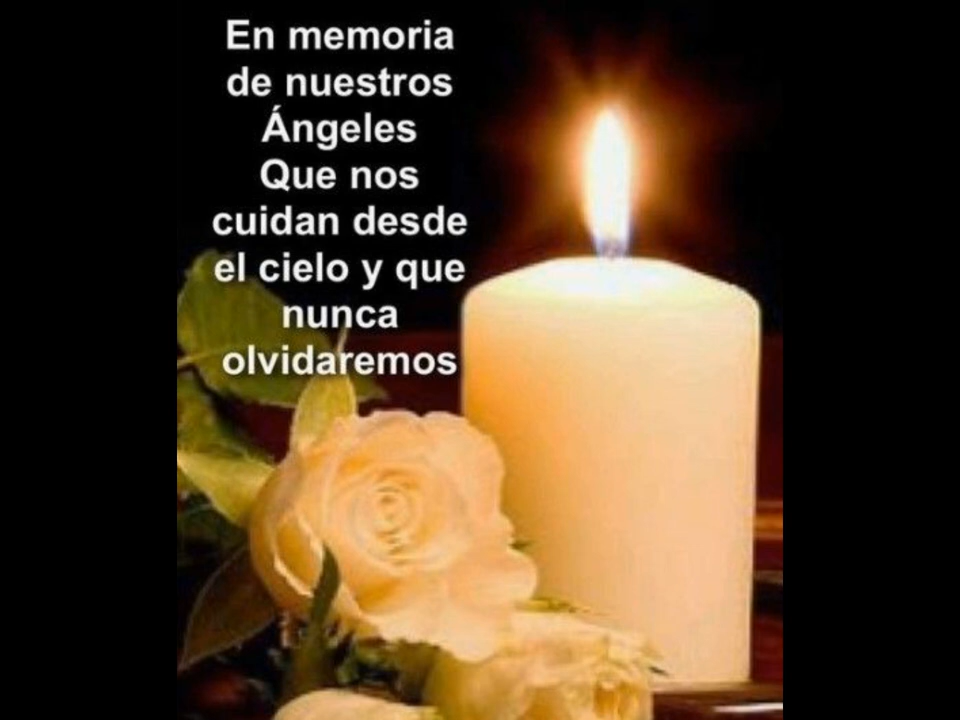 En memoria
de nuestros
Ángeles
Que nos
cuidan desde
el cielo y que
nunca
olvidaremos